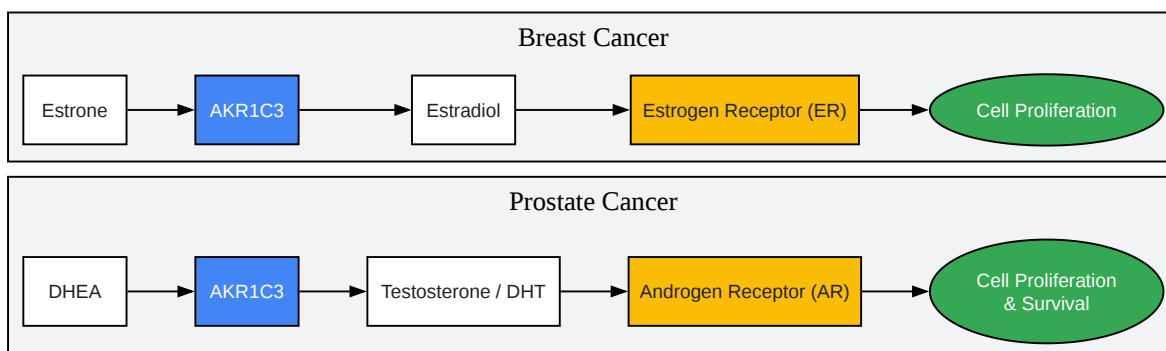 Breast Cancer
Estrone
AKR1C3
Estradiol
Estrogen Receptor (ER)
Cell Proliferation
Prostate Cancer
DHEA
AKR1C3
Testosterone / DHT
Androgen Receptor (AR)
Cell Proliferation
& Survival